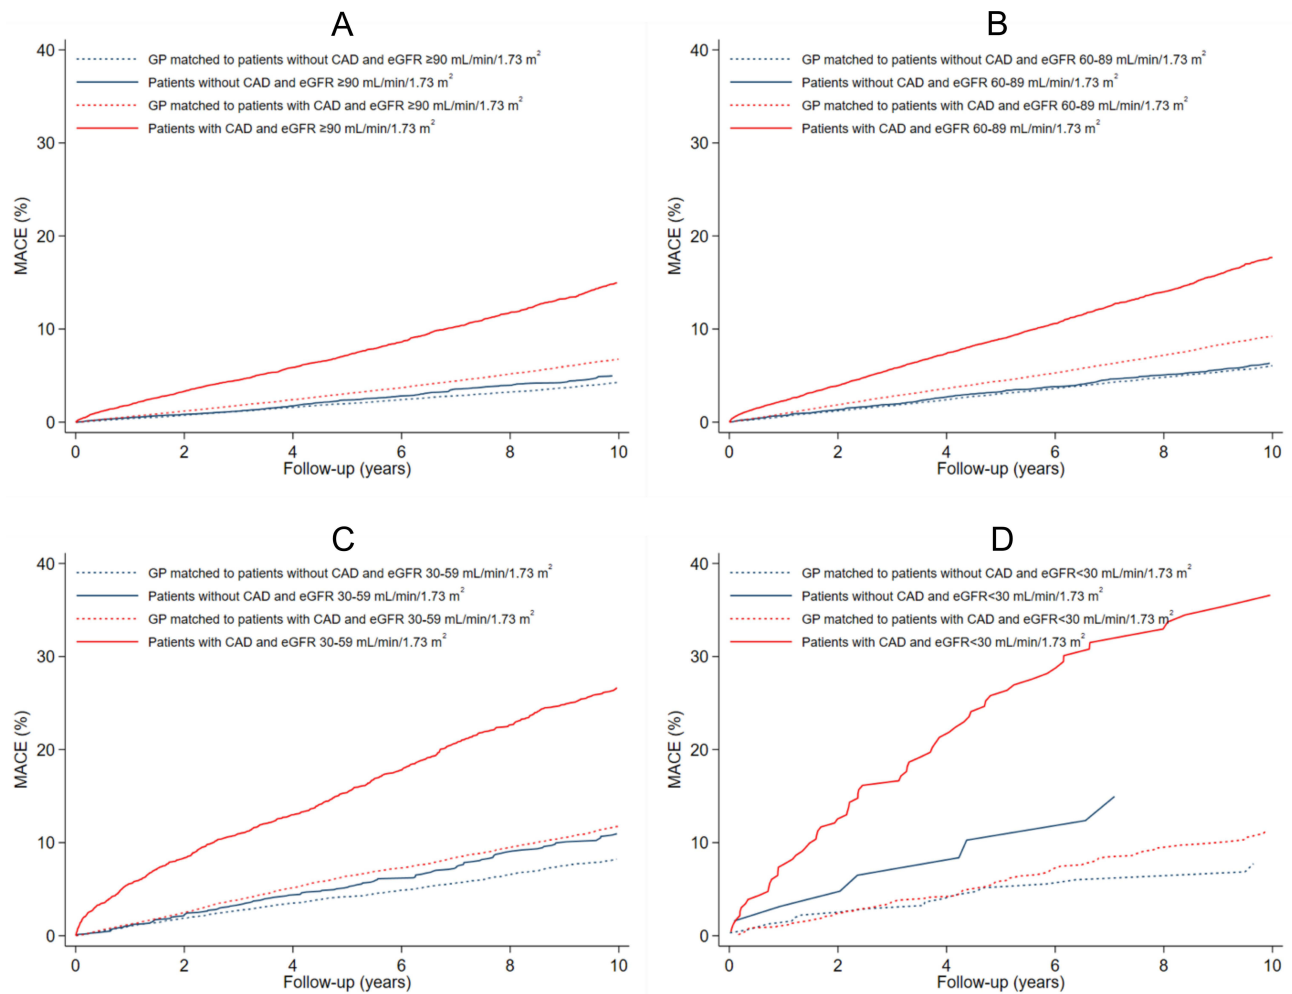 A
40
30
20
10
0
MACE (%)
GP matched to patients without CAD and eGFR ≥90 mL/min/1.73 m²
Patients without CAD and eGFR ≥90 mL/min/1.73 m²
GP matched to patients with CAD and eGFR ≥90 mL/min/1.73 m²
Patients with CAD and eGFR ≥90 mL/min/1.73 m²
0 2 4 6 8 10
Follow-up (years)
B
40
30
20
10
0
MACE (%)
GP matched to patients without CAD and eGFR 60-89 mL/min/1.73 m²
Patients without CAD and eGFR 60-89 mL/min/1.73 m²
GP matched to patients with CAD and eGFR 60-89 mL/min/1.73 m²
Patients with CAD and eGFR 60-89 mL/min/1.73 m²
0 2 4 6 8 10
Follow-up (years)
C
40
30
20
10
0
MACE (%)
GP matched to patients without CAD and eGFR 30-59 mL/min/1.73 m²
Patients without CAD and eGFR 30-59 mL/min/1.73 m²
GP matched to patients with CAD and eGFR 30-59 mL/min/1.73 m²
Patients with CAD and eGFR 30-59 mL/min/1.73 m²
0 2 4 6 8 10
Follow-up (years)
D
40
30
20
10
0
MACE (%)
GP matched to patients without CAD and eGFR<30 mL/min/1.73 m²
Patients without CAD and eGFR<30 mL/min/1.73 m²
GP matched to patients with CAD and eGFR<30 mL/min/1.73 m²
Patients with CAD and eGFR<30 mL/min/1.73 m²
0 2 4 6 8 10
Follow-up (years)